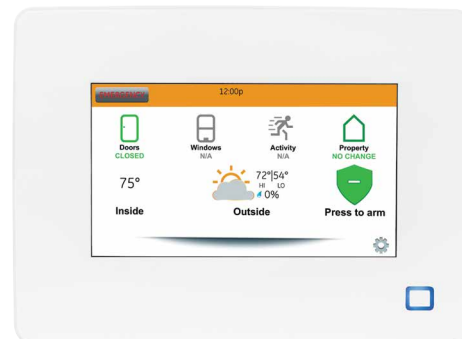 EMERGENCY
12:00p
Doors
CLOSED
Windows
N/A
Activity
N/A
Property
NO CHANGE
75°
72°|54°
HI LO
0%
Inside
Outside
Press to arm